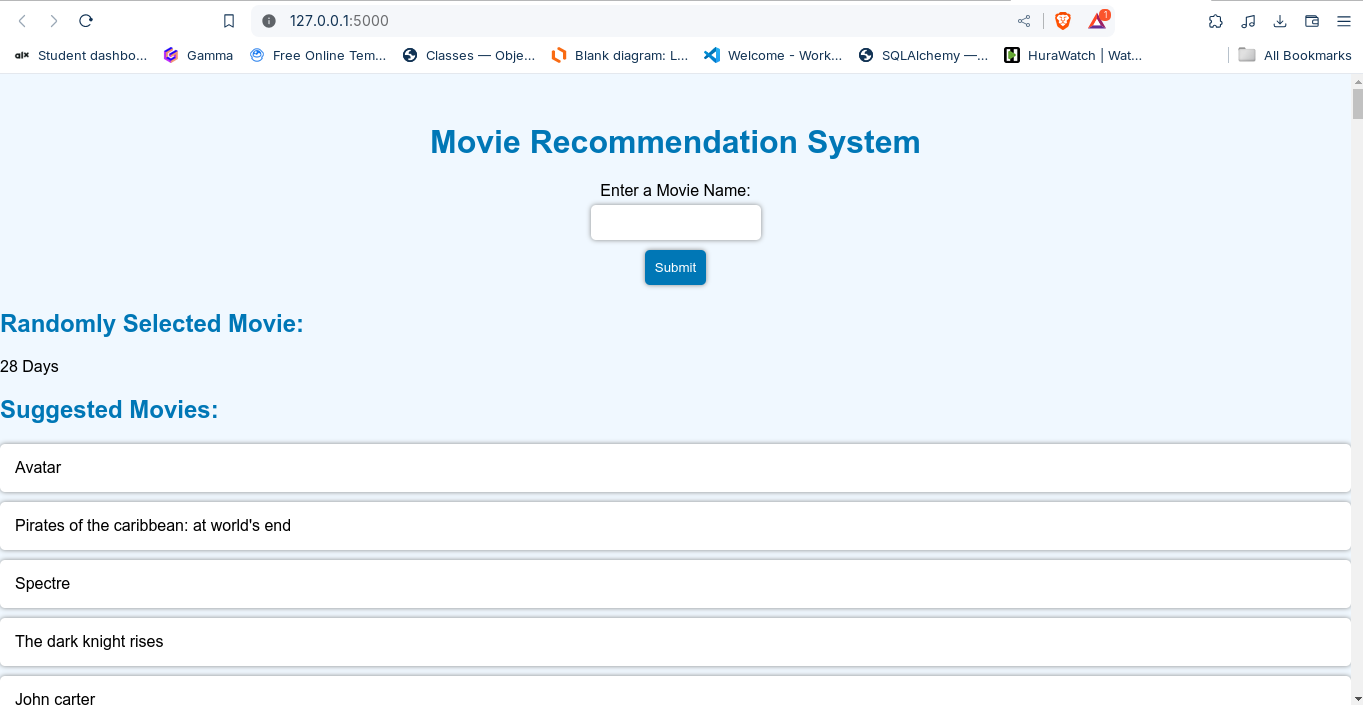 127.0.0.1:5000
1
alx Student dashbo... Gamma Free Online Tem... Classes — Obje... Blank diagram: L... Welcome - Work... SQLAlchemy —... HuraWatch | Wat... All Bookmarks
Movie Recommendation System
Enter a Movie Name:
Submit
Randomly Selected Movie:
28 Days
Suggested Movies:
Avatar
Pirates of the caribbean: at world's end
Spectre
The dark knight rises
John carter